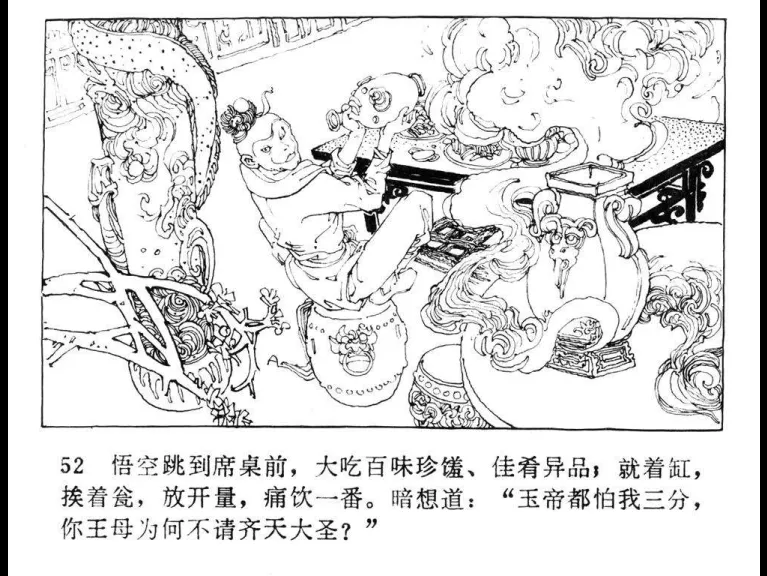 52 悟空跳到席桌前，大吃百味珍馐、佳肴异品；就着缸，
挨着瓮，放开量，痛饮一番。暗想道：“玉帝都怕我三分，
你王母为何不请齐天大圣？”